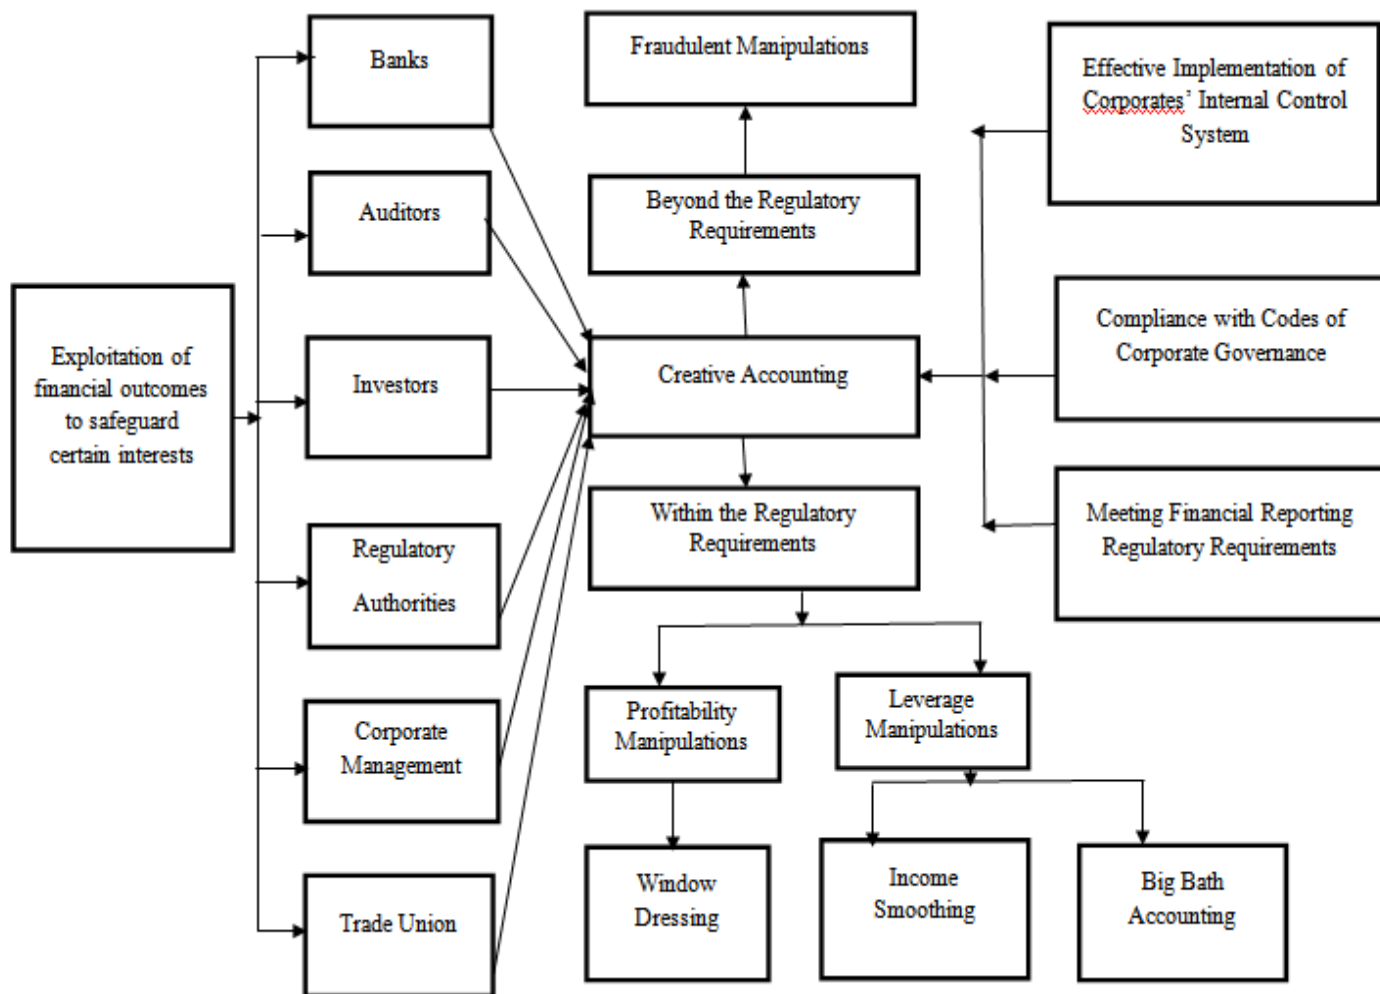 Exploitation of
financial outcomes
to safeguard
certain interests
Banks
Auditors
Investors
Regulatory
Authorities
Corporate
Management
Trade Union
Fraudulent Manipulations
Beyond the Regulatory
Requirements
Creative Accounting
Within the Regulatory
Requirements
Profitability
Manipulations
Leverage
Manipulations
Window
Dressing
Income
Smoothing
Big Bath
Accounting
Effective Implementation of
Corporates’ Internal Control
System
Compliance with Codes of
Corporate Governance
Meeting Financial Reporting
Regulatory Requirements